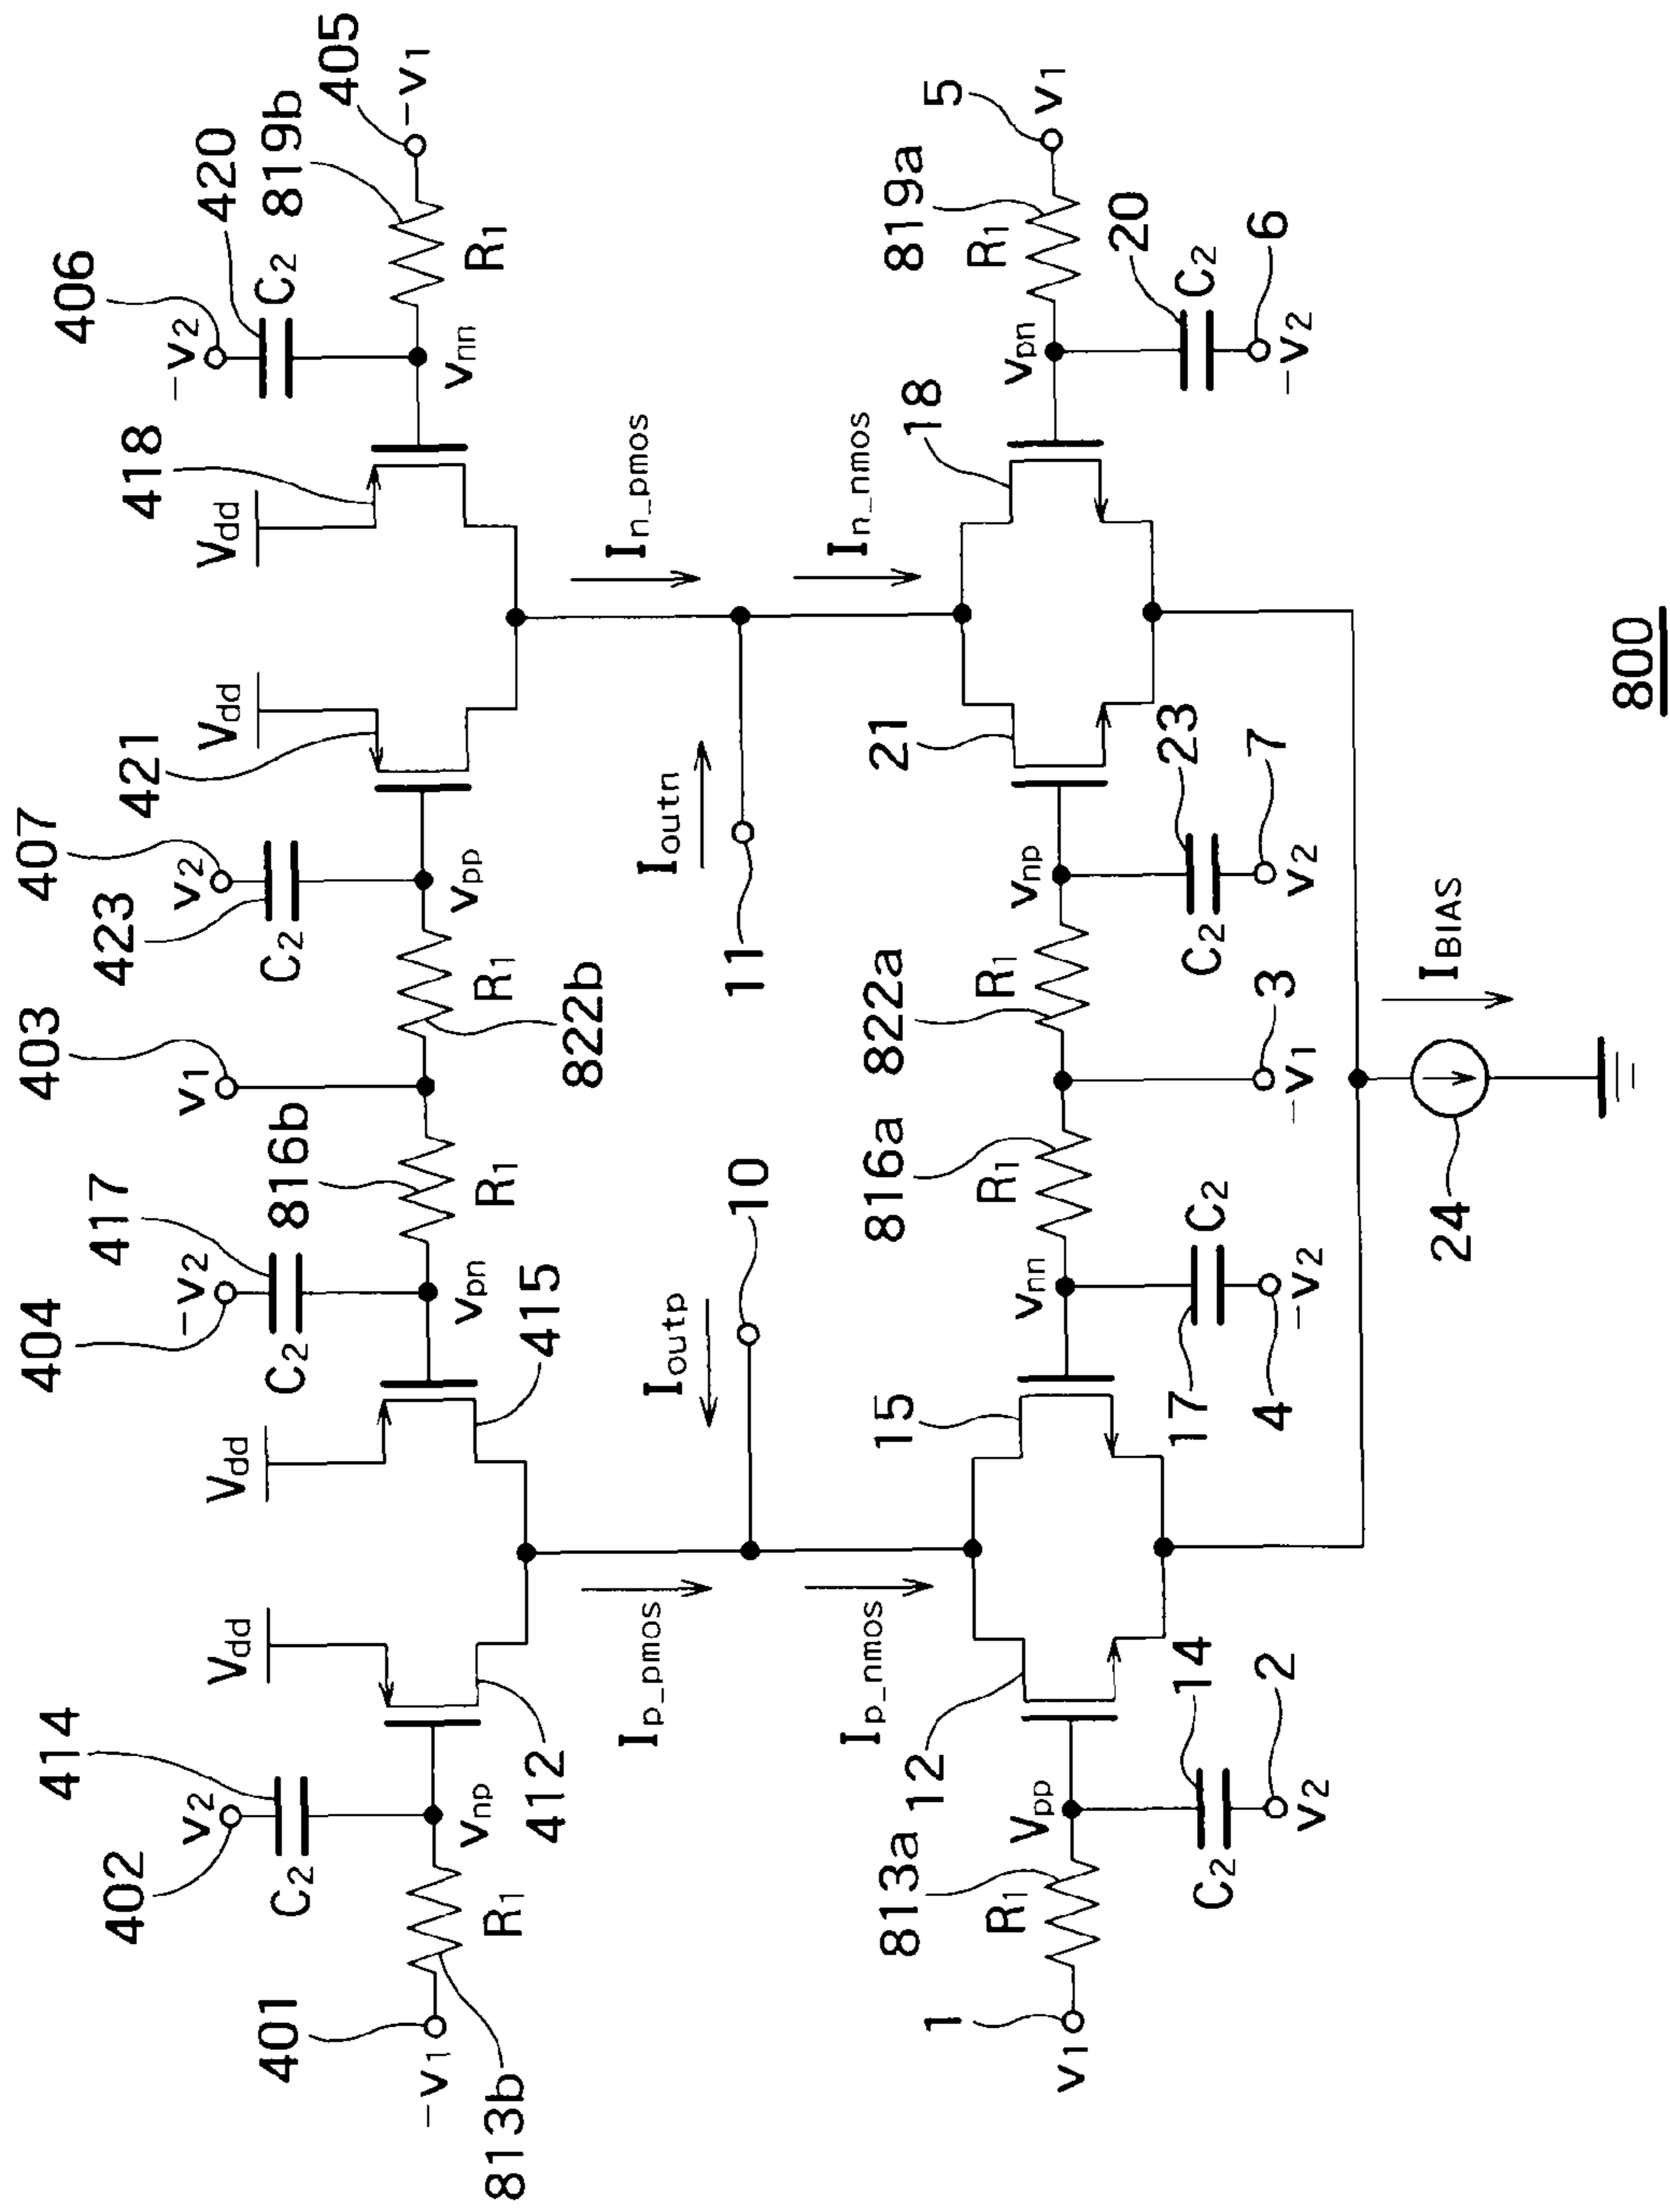 414
404
403
407
406
402
417
423
421
418
420
405
v₂
−v₂
v₁
v₂
−v₂
Vdd
Vdd
Vdd
Vdd
401
C₂
C₂
816b
C₂
C₂
819b
−v₁
−v₁
vnp
vpn
vpp
vnn
813b
R₁
R₁
R₁
R₁
412
415
822b
Ip_pmos
Ioutp
Ioutn
In_pmos
10
11
Ip_nmos
In_nmos
813a
12
15
816a
822a
21
18
819a
5
1
R₁
R₁
R₁
R₁
vpp
vnn
vnp
vpn
v₁
v₁
14
17
23
20
C₂
C₂
C₂
C₂
2
4
3
7
6
v₂
−v₂
−v₁
v₂
−v₂
24
IBIAS
800